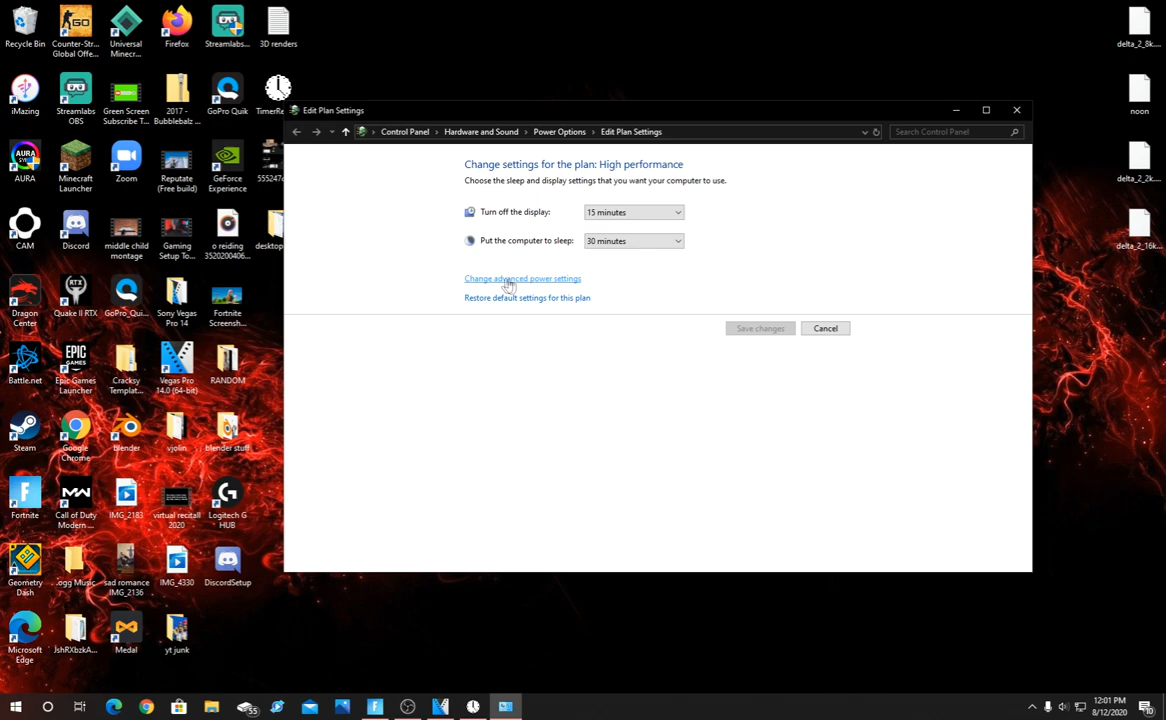 Recycle Bin
Counter-Str...
Global Offe...
Universal
Minecr...
Firefox
Streamlabs...
3D renders
iMazing
Streamlabs
OBS
Green Screen
Subscribe T...
2017 -
Bubblebalz ...
GoPro Quik
TimerRe
AURA
Minecraft
Launcher
Zoom
Reputate
(Free build)
GeForce
Experience
555247
CAM
Discord
middle child
montage
Gaming
Setup To...
o reiding
3520200406...
desktop
Dragon
Center
Quake II RTX
GoPro_Qui...
Sony Vegas
Pro 14
Fortnite
Screensh...
Battle.net
Epic Games
Launcher
Cracksy
Templat...
Vegas Pro
14.0 (64-bit)
RANDOM
Steam
Google
Chrome
blender
vjolin
blender stuff
Fortnite
Call of Duty
Modern ...
IMG_2183
virtual recitall
2020
Logitech G
HUB
Geometry
Dash
.ogg Music
sad romance
IMG_2136
IMG_4330
DiscordSetup
Microsoft
Edge
JshRXbzkA...
Medal
yt junk
Edit Plan Settings
Control Panel
Hardware and Sound
Power Options
Edit Plan Settings
Search Control Panel
Change settings for the plan: High performance
Choose the sleep and display settings that you want your computer to use.
Turn off the display:
15 minutes
Put the computer to sleep:
30 minutes
Change advanced power settings
Restore default settings for this plan
Save changes
Cancel
delta_2_8k...
noon
delta_2_2k...
delta_2_16k...
55
12:01 PM
8/12/2020
10